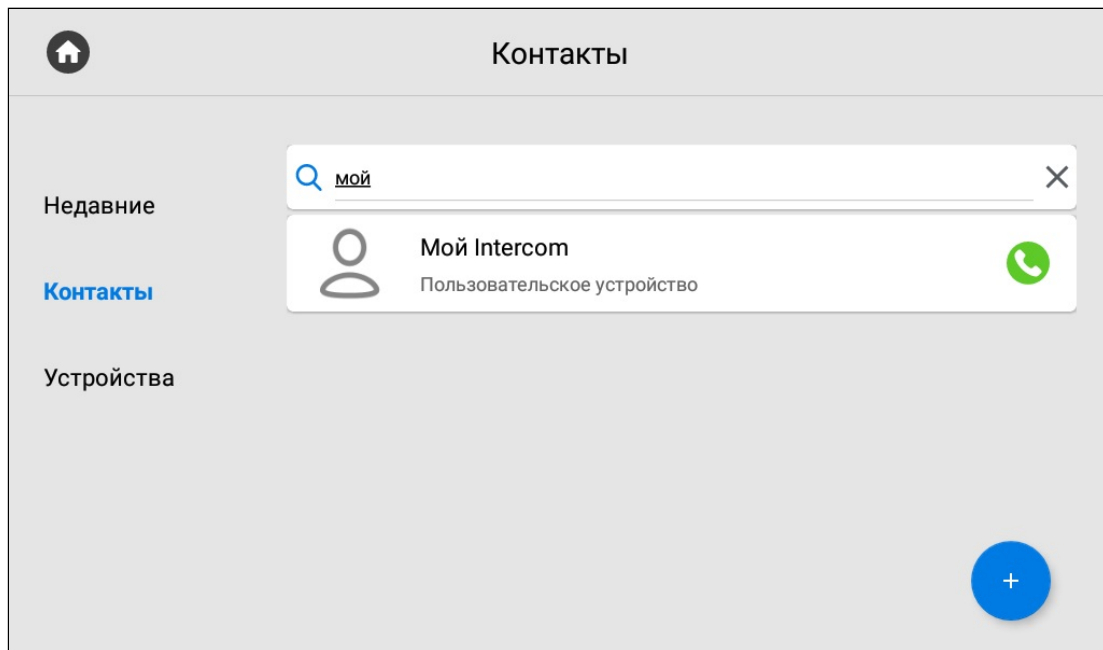 Контакты
Недавние
Контакты
Устройства
мой
Мой Intercom
Пользовательское устройство
+